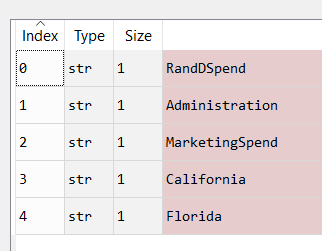 Index Type Size
0 str 1 RandDSpend
1 str 1 Administration
2 str 1 MarketingSpend
3 str 1 California
4 str 1 Florida